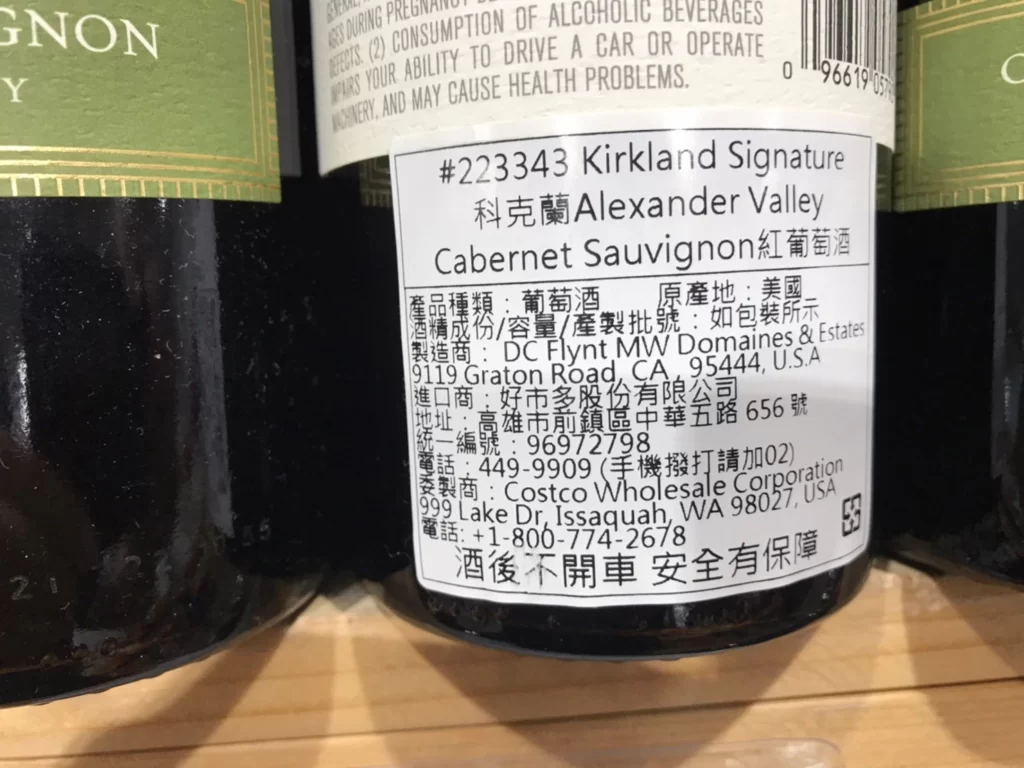 GNON
Y
AGES DURING PREGNANCY
DEFECTS. (2) CONSUMPTION OF ALCOHOLIC BEVERAGES
IMPAIRS YOUR ABILITY TO DRIVE A CAR OR OPERATE
MACHINERY, AND MAY CAUSE HEALTH PROBLEMS.
0 96619
C
#223343 Kirkland Signature
科克蘭Alexander Valley
Cabernet Sauvignon紅葡萄酒
產品種類：葡萄酒 原產地：美國
酒精成份/容量/產製批號：如包裝所示
製造商：DC Flynt MW Domaines & Estates
9119 Graton Road, CA, 95444, U.S.A
進口商：好市多股份有限公司
地址：高雄市前鎮區中華五路 656 號
統一編號：96972798
電話：449-9909 (手機撥打請加02)
委製商：Costco Wholesale Corporation
999 Lake Dr, Issaquah, WA 98027, USA
電話: +1-800-774-2678
酒後不開車 安全有保障
21